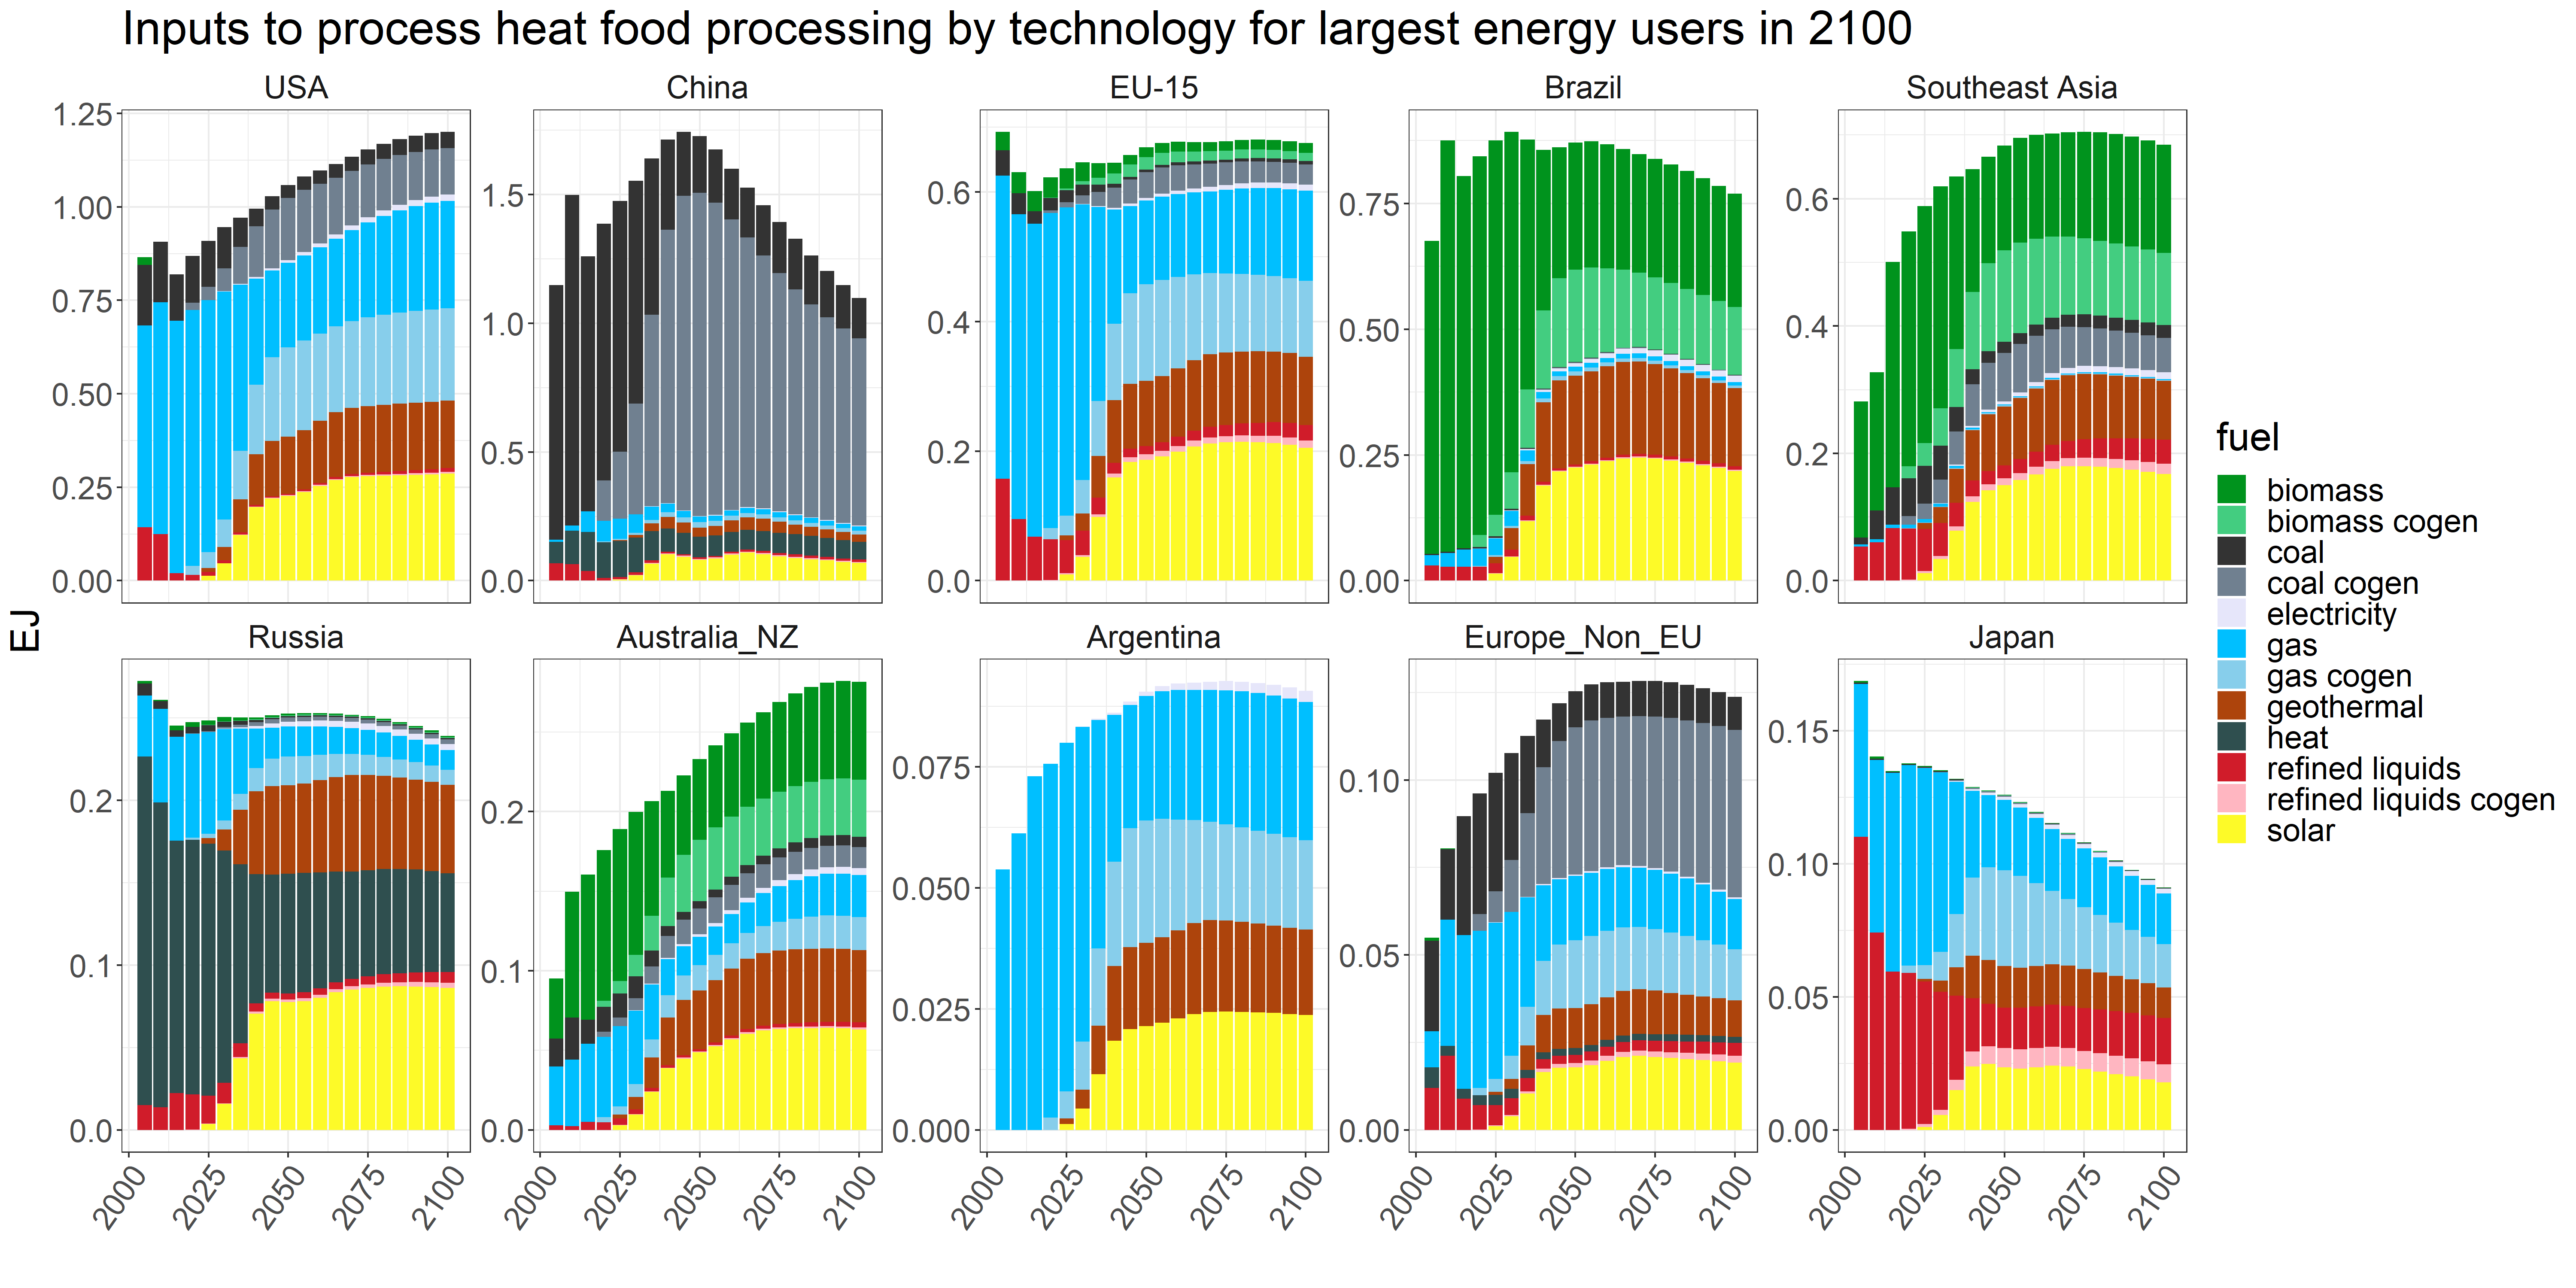 Inputs to process heat food processing by technology for largest energy users in 2100
USA
China
EU-15
Brazil
Southeast Asia
1.25
1.00
0.75
0.50
0.25
0.00
1.5
1.0
0.5
0.0
0.6
0.4
0.2
0.0
0.75
0.50
0.25
0.00
0.6
0.4
0.2
0.0
EJ
Russia
Australia_NZ
Argentina
Europe_Non_EU
Japan
0.2
0.1
0.0
0.2
0.1
0.0
0.075
0.050
0.025
0.000
0.10
0.05
0.00
0.15
0.10
0.05
0.00
2000 2025 2050 2075 2100
2000 2025 2050 2075 2100
2000 2025 2050 2075 2100
2000 2025 2050 2075 2100
2000 2025 2050 2075 2100
fuel
biomass
biomass cogen
coal
coal cogen
electricity
gas
gas cogen
geothermal
heat
refined liquids
refined liquids cogen
solar